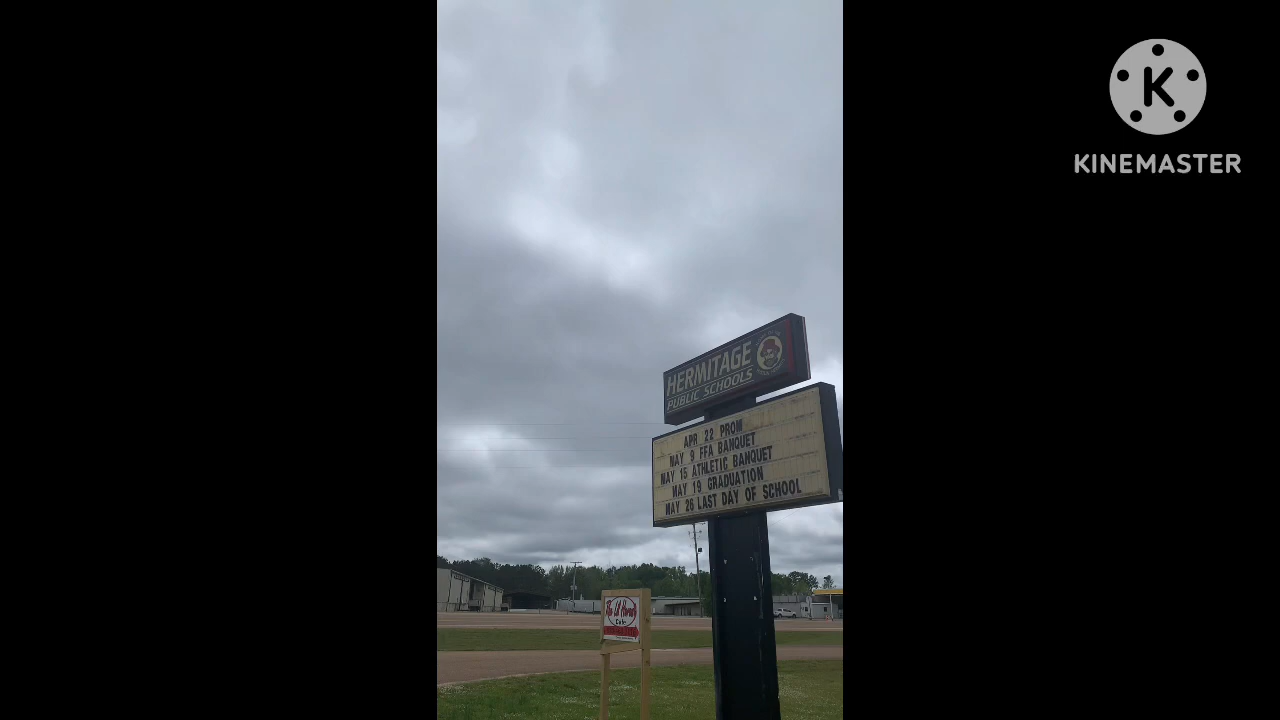 K
KINEMASTER
HERMITAGE
PUBLIC SCHOOLS
APR 22 PROM
MAY 9 FFA BANQUET
MAY 15 ATHLETIC BANQUET
MAY 19 GRADUATION
MAY 26 LAST DAY OF SCHOOL
Cafe